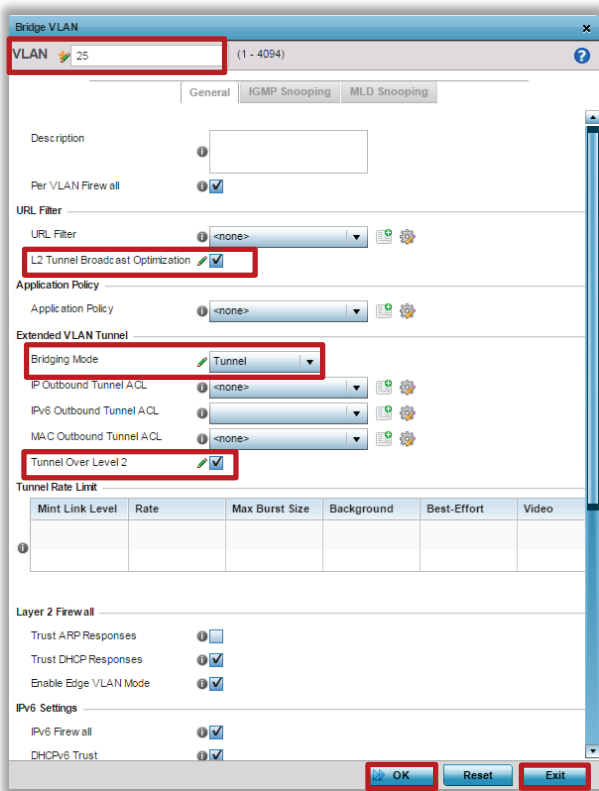 Bridge VLAN x
VLAN 25 (1 - 4094) ?
General IGMP Snooping MLD Snooping
Description
Per VLAN Firewall
URL Filter
URL Filter <none>
L2 Tunnel Broadcast Optimization
Application Policy
Application Policy <none>
Extended VLAN Tunnel
Bridging Mode Tunnel
IP Outbound Tunnel ACL <none>
IPv6 Outbound Tunnel ACL
MAC Outbound Tunnel ACL <none>
Tunnel Over Level 2
Tunnel Rate Limit
Mint Link Level Rate Max Burst Size Background Best-Effort Video
Layer 2 Firewall
Trust ARP Responses
Trust DHCP Responses
Enable Edge VLAN Mode
IPv6 Settings
IPv6 Firewall
DHCPv6 Trust
OK Reset Exit